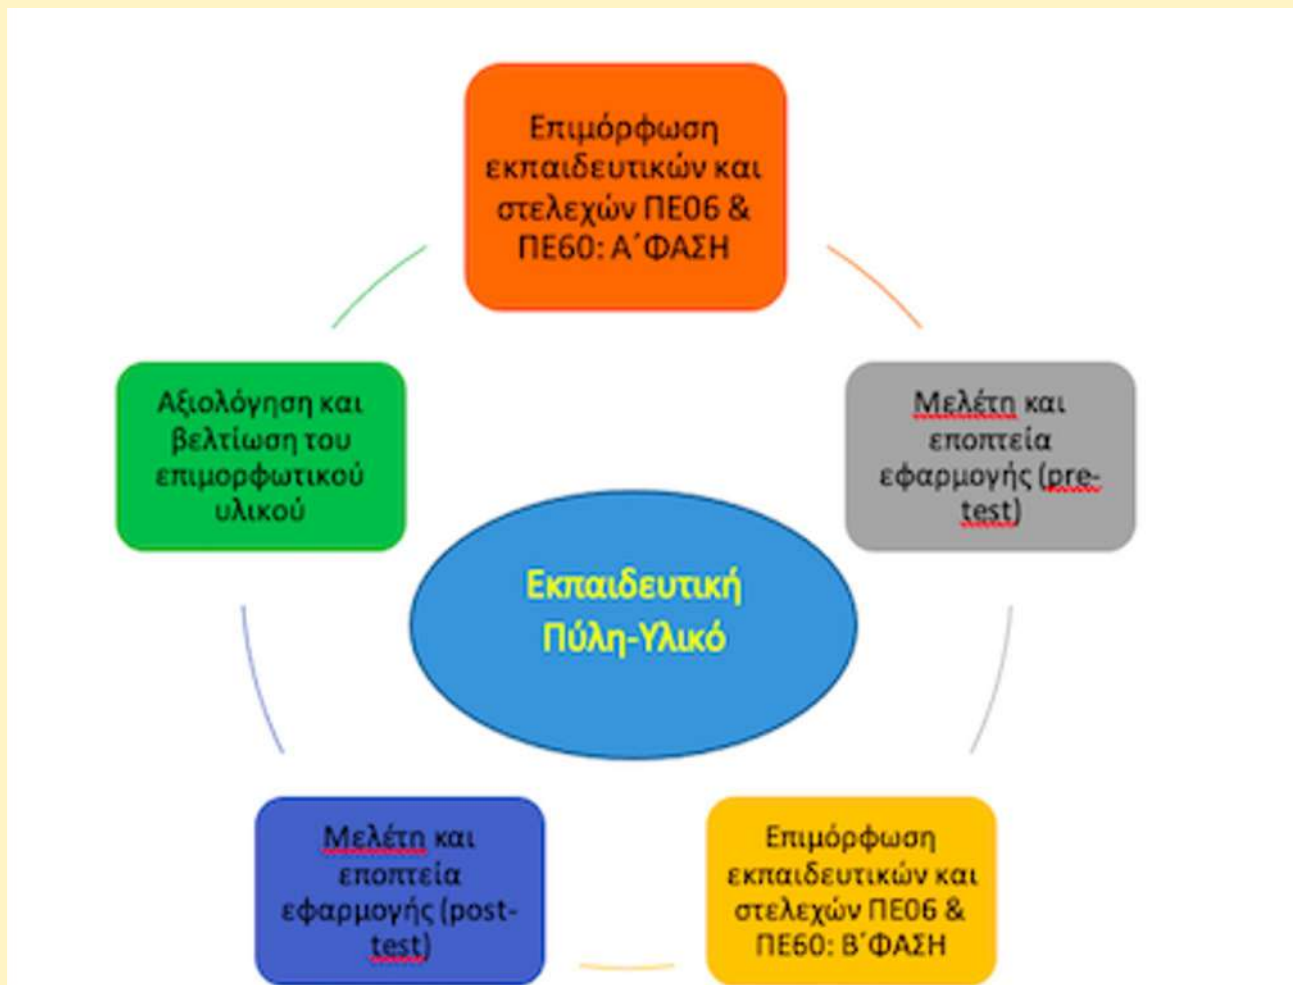 Επιμόρφωση
εκπαιδευτικών και
στελεχών ΠΕ06 &
ΠΕ60: Α΄ΦΑΣΗ
Μελέτη και
εποπτεία
εφαρμογής (pre-
test)
Επιμόρφωση
εκπαιδευτικών και
στελεχών ΠΕ06 &
ΠΕ60: Β΄ΦΑΣΗ
Μελέτη και
εποπτεία
εφαρμογής (post-
test)
Αξιολόγηση και
βελτίωση του
επιμορφωτικού
υλικού
Εκπαιδευτική
Πύλη-Υλικό